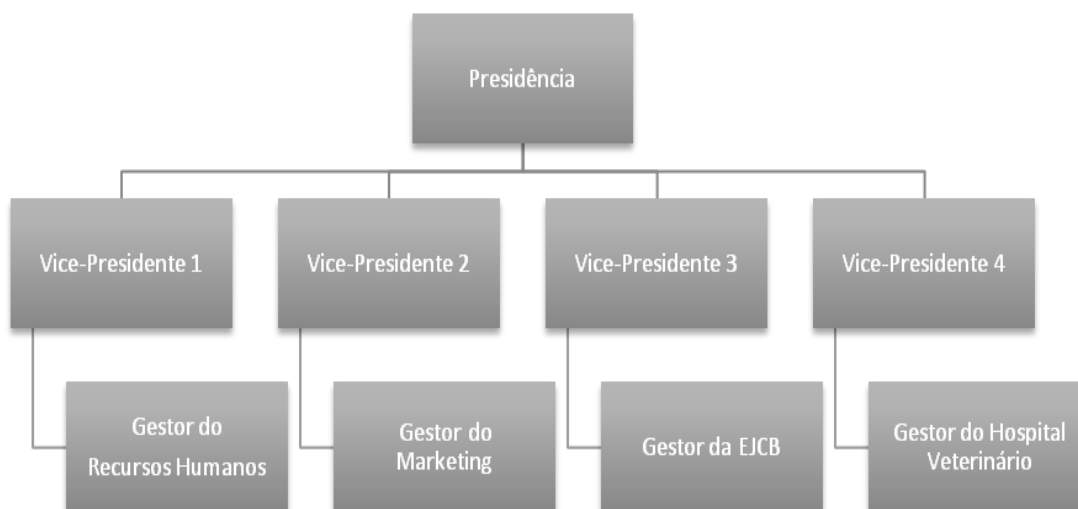 Presidência
Vice-Presidente 1
Vice-Presidente 2
Vice-Presidente 3
Vice-Presidente 4
Gestor do
Recursos Humanos
Gestor do
Marketing
Gestor da EJCB
Gestor do Hospital
Veterinário